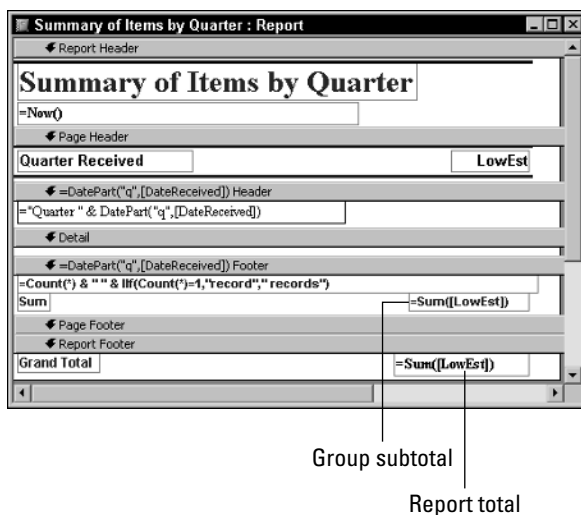 Summary of Items by Quarter : Report
Report Header
Summary of Items by Quarter
=Now()
Page Header
Quarter Received LowEst
=DatePart("q",[DateReceived]) Header
="Quarter " & DatePart("q",[DateReceived])
Detail
=DatePart("q",[DateReceived]) Footer
=Count(*) & " " & IIf(Count(*)=1,"record"," records")
Sum =Sum([LowEst])
Page Footer
Report Footer
Grand Total =Sum([LowEst])
Group subtotal
Report total